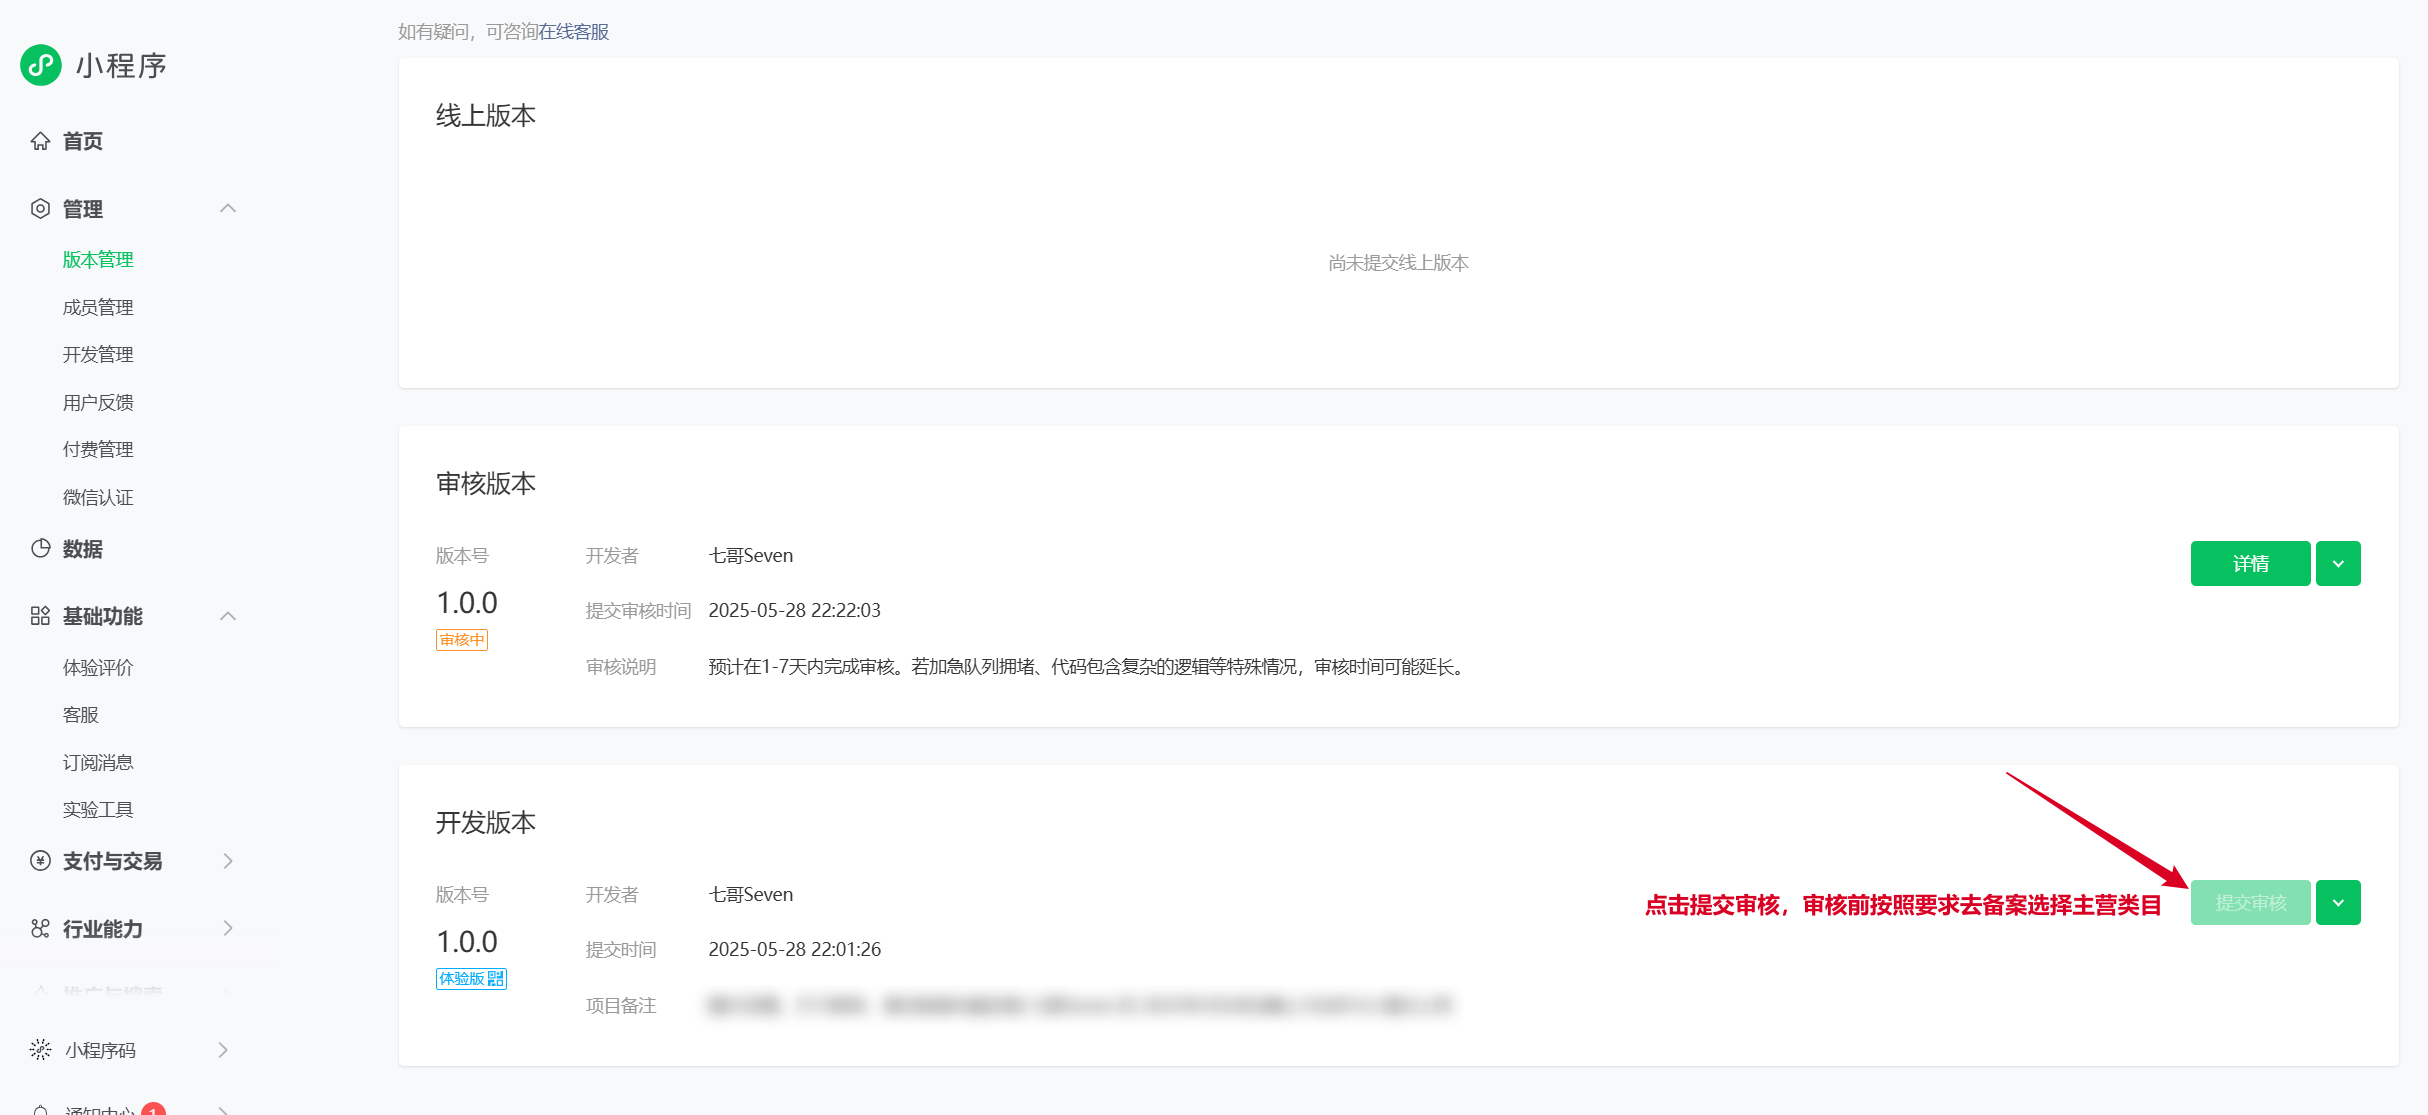 如有疑问，可咨询在线客服
小程序
首页
管理
版本管理
成员管理
开发管理
用户反馈
付费管理
微信认证
数据
基础功能
体验评价
客服
订阅消息
实验工具
支付与交易
行业能力
小程序码
通知中心 1
线上版本
尚未提交线上版本
审核版本
版本号
1.0.0
审核中
开发者 七哥Seven
提交审核时间 2025-05-28 22:22:03
审核说明 预计在1-7天内完成审核。若加急队列拥堵、代码包含复杂的逻辑等特殊情况，审核时间可能延长。
详情
开发版本
版本号
1.0.0
体验版
开发者 七哥Seven
提交时间 2025-05-28 22:01:26
项目备注
点击提交审核，审核前按照要求去备案选择主营类目
提交审核